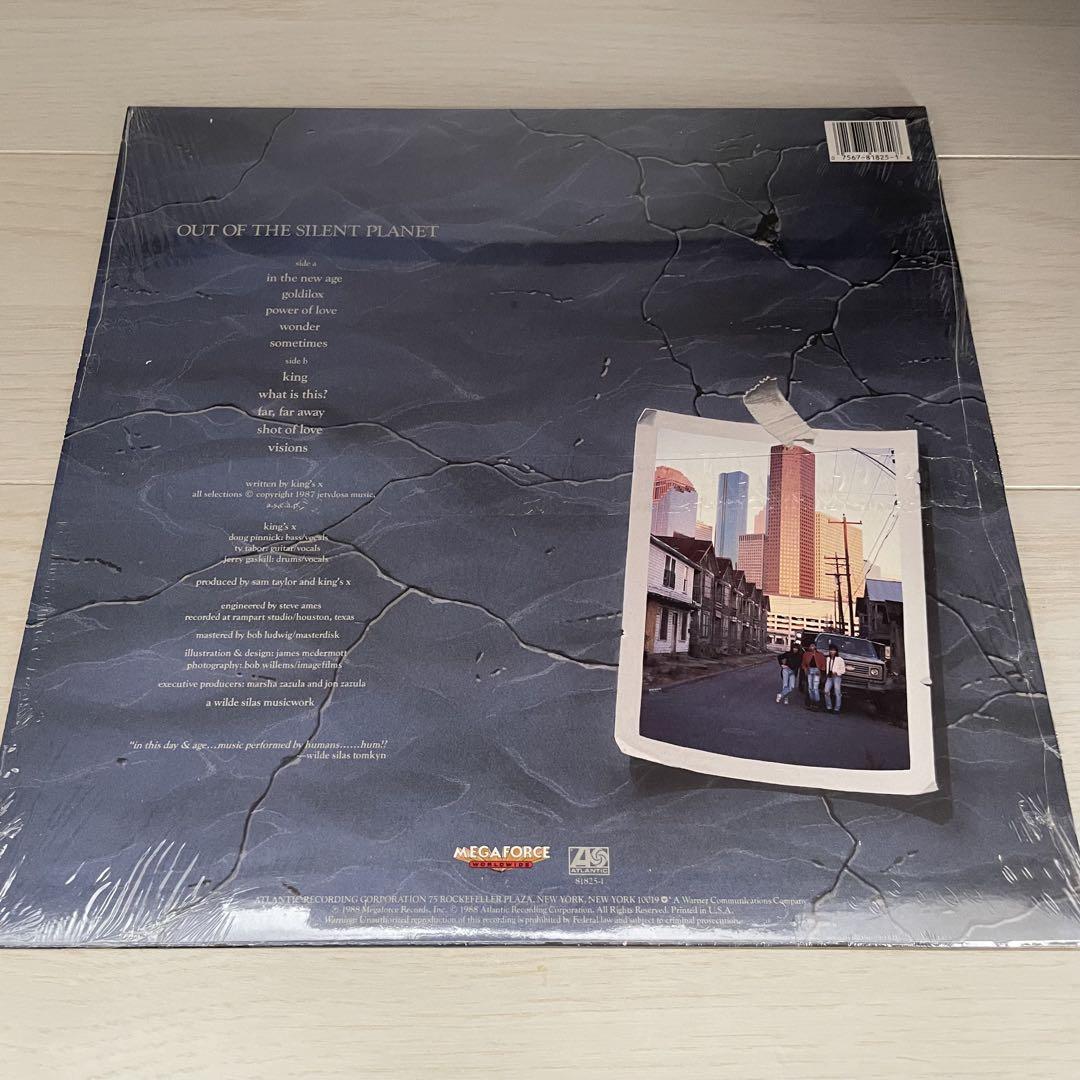 0 7567-81825-1 4
OUT OF THE SILENT PLANET
side a
in the new age
goldilox
power of love
wonder
sometimes
side b
king
what is this?
far, far away
shot of love
visions
written by king's x
all selections © copyright 1987 jetydosa music,
a.s.c.a.p.
king's x
doug pinnick: bass/vocals
ty tabor: guitar/vocals
jerry gaskill: drums/vocals
produced by sam taylor and king's x
engineered by steve ames
recorded at rampart studio/houston, texas
mastered by bob ludwig/masterdisk
illustration & design: james mcdermott
photography: bob willems/imagefilms
executive producers: marsha zazula and jon zazula
a wilde silas musicwork
"in this day & age...music performed by humans......hum!?
—wilde silas tomkyn
MEGAFORCE
WORLDWIDE
ATLANTIC
81825-1
ATLANTIC RECORDING CORPORATION 75 ROCKEFELLER PLAZA, NEW YORK, NEW YORK 10019 A Warner Communications Company
℗ 1988 Megaforce Records, Inc. © 1988 Atlantic Recording Corporation. All Rights Reserved. Printed in U.S.A.
Warning: Unauthorized reproduction of this recording is prohibited by Federal law and subject to criminal prosecution.